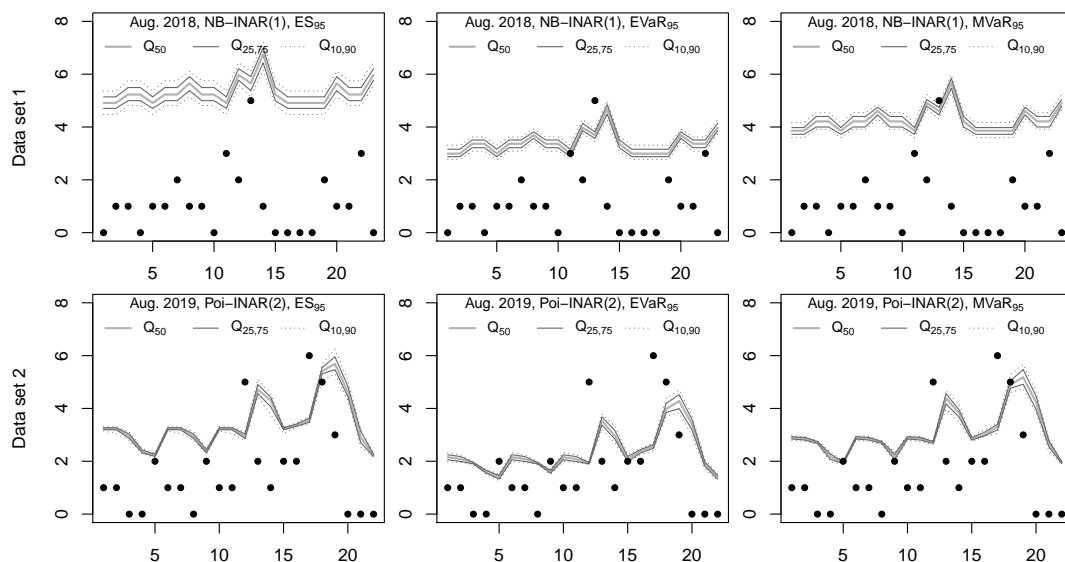 Aug. 2018, NB−INAR(1), ES95
Q50 Q25,75 Q10,90
Aug. 2018, NB−INAR(1), EVaR95
Q50 Q25,75 Q10,90
Aug. 2018, NB−INAR(1), MVaR95
Q50 Q25,75 Q10,90
Data set 1
0 2 4 6 8
5 10 15 20
5 10 15 20
5 10 15 20
Aug. 2019, Poi−INAR(2), ES95
Q50 Q25,75 Q10,90
Aug. 2019, Poi−INAR(2), EVaR95
Q50 Q25,75 Q10,90
Aug. 2019, Poi−INAR(2), MVaR95
Q50 Q25,75 Q10,90
Data set 2
0 2 4 6 8
0 2 4 6 8
0 2 4 6 8
0 2 4 6 8
0 2 4 6 8
5 10 15 20
5 10 15 20
5 10 15 20